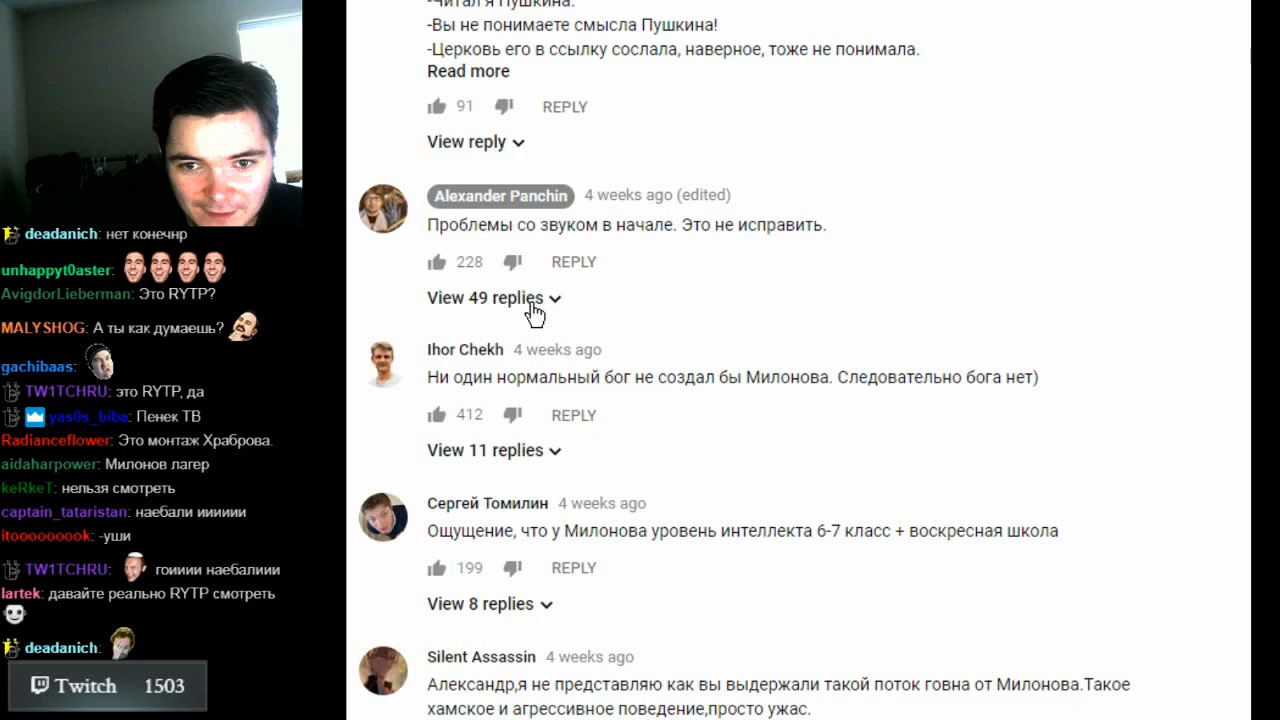 -Читал я Пушкина.
-Вы не понимаете смысла Пушкина!
-Церковь его в ссылку сослала, наверное, тоже не понимала.
Read more
91 REPLY
View reply
Alexander Panchin 4 weeks ago (edited)
Проблемы со звуком в начале. Это не исправить.
228 REPLY
View 49 replies
Ihor Chekh 4 weeks ago
Ни один нормальный бог не создал бы Милонова. Следовательно бога нет)
412 REPLY
View 11 replies
Сергей Томилин 4 weeks ago
Ощущение, что у Милонова уровень интеллекта 6-7 класс + воскресная школа
199 REPLY
View 8 replies
Silent Assassin 4 weeks ago
Александр,я не представляю как вы выдержали такой поток говна от Милонова.Такое
хамское и агрессивное поведение,просто ужас.
deadanich: нет конечнр
unhappyt0aster:
AvigdorLieberman: Это RYTP?
MALYSHOG: А ты как думаешь?
gachibaas:
TW1TCHRU: это RYTP, да
yas0s_biba: Пенек ТВ
Radianceflower: Это монтаж Храброва.
aidaharpower: Милонов лагер
keRkeT: нельзя смотреть
captain_tataristan: наебали иииии
itoooooook: -уши
TW1TCHRU: гоииии наебалиии
lartek: давайте реально RYTP смотреть
deadanich:
Twitch 1503